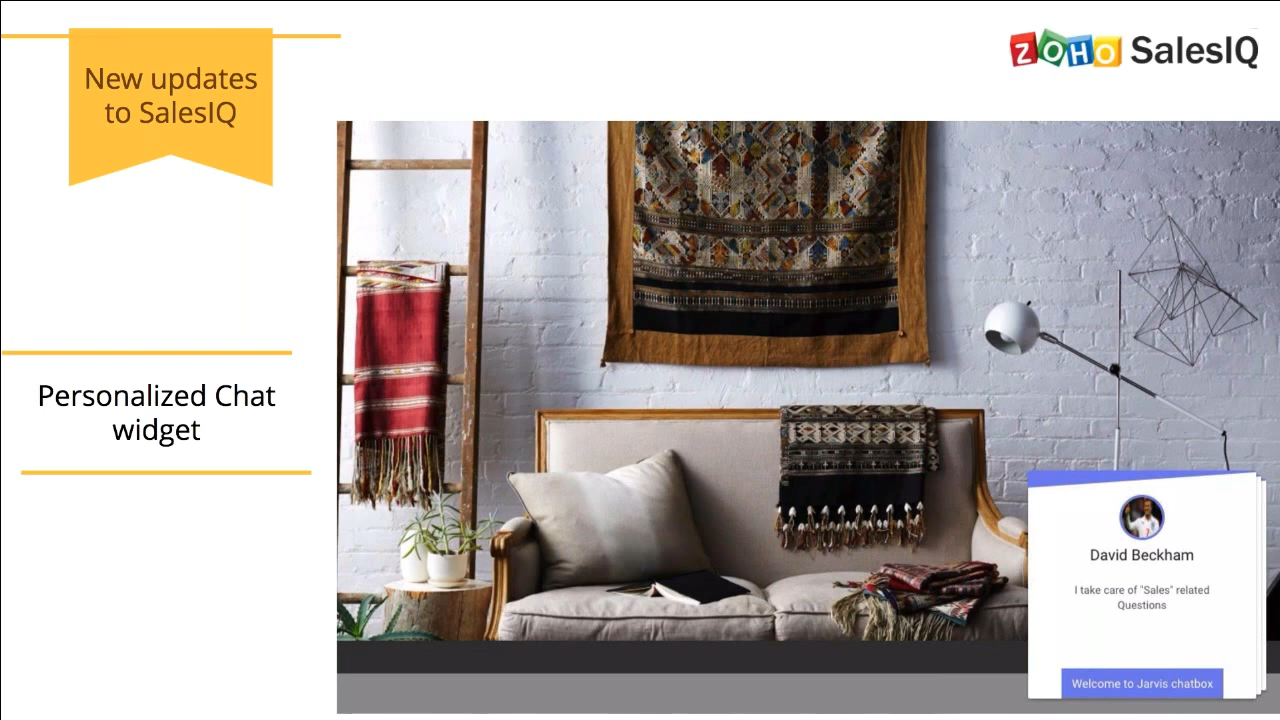 New updates
to SalesIQ
ZOHO SalesIQ
Personalized Chat
widget
David Beckham
I take care of "Sales" related
Questions
Welcome to Jarvis chatbox